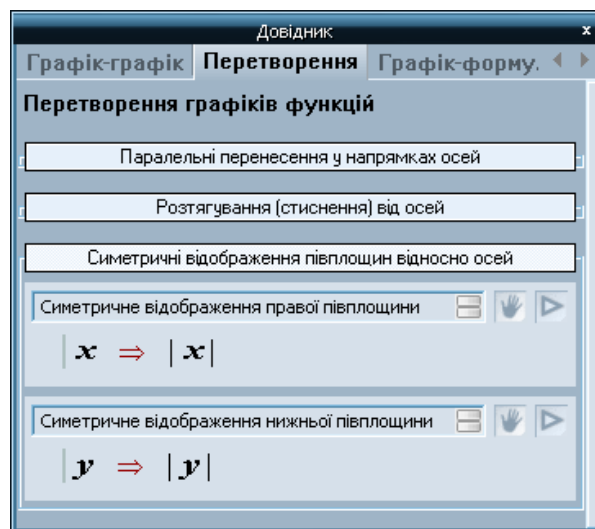 Довідник x
Графік-графік Перетворення Графік-форму.
Перетворення графіків функцій
Паралельні перенесення у напрямках осей
Розтягування (стиснення) від осей
Симетричні відображення півплощин відносно осей
Симетричне відображення правої півплощини
x ⇒ |x|
Симетричне відображення нижньої півплощини
y ⇒ |y|